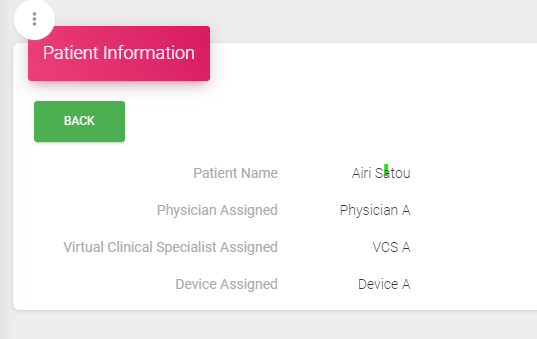 Patient Information
BACK
Patient Name Airi Satou
Physician Assigned Physician A
Virtual Clinical Specialist Assigned VCS A
Device Assigned Device A